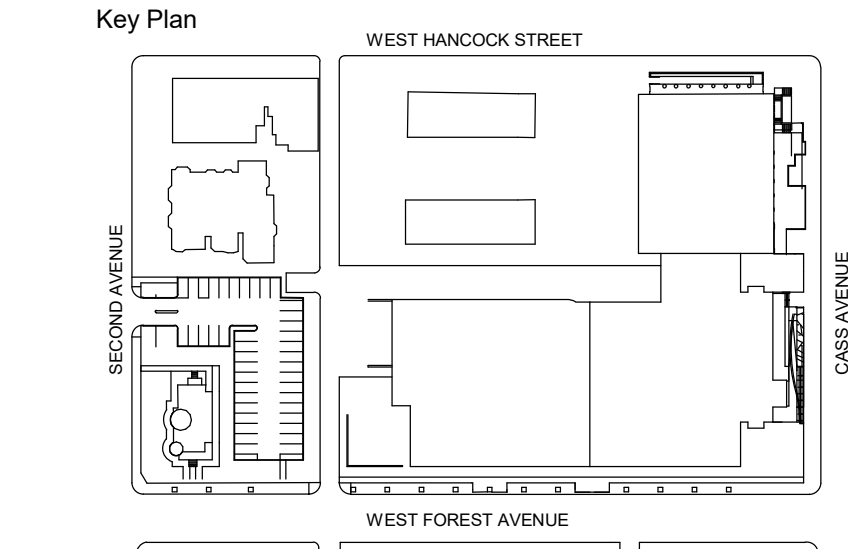 Key Plan
WEST HANCOCK STREET
SECOND AVENUE
CASS AVENUE
WEST FOREST AVENUE